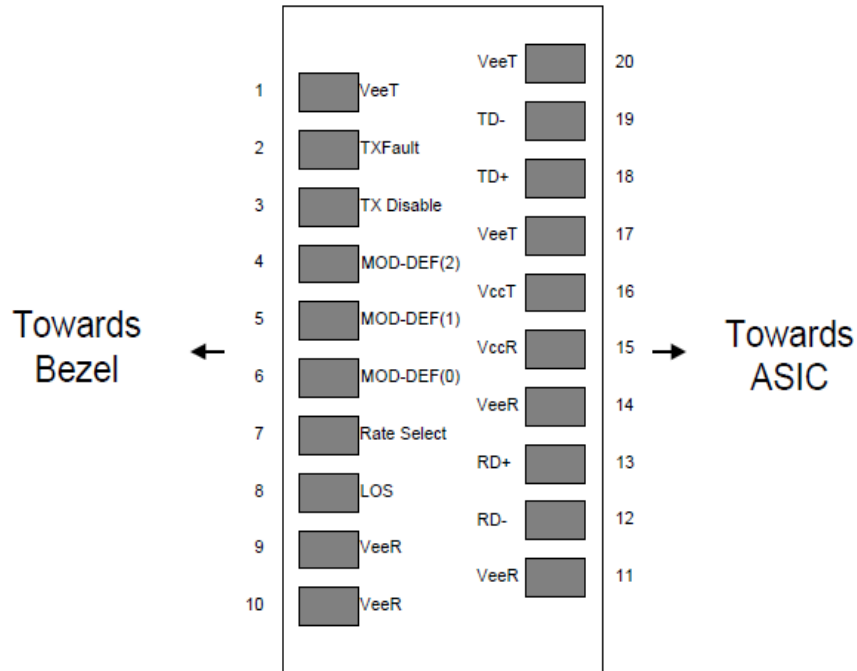 VeeT 20
1 VeeT
TD- 19
2 TXFault
TD+ 18
3 TX Disable
VeeT 17
4 MOD-DEF(2)
VccT 16
5 MOD-DEF(1)
Towards
Bezel
VccR 15
Towards
ASIC
6 MOD-DEF(0)
VeeR 14
7 Rate Select
RD+ 13
8 LOS
RD- 12
9 VeeR
VeeR 11
10 VeeR